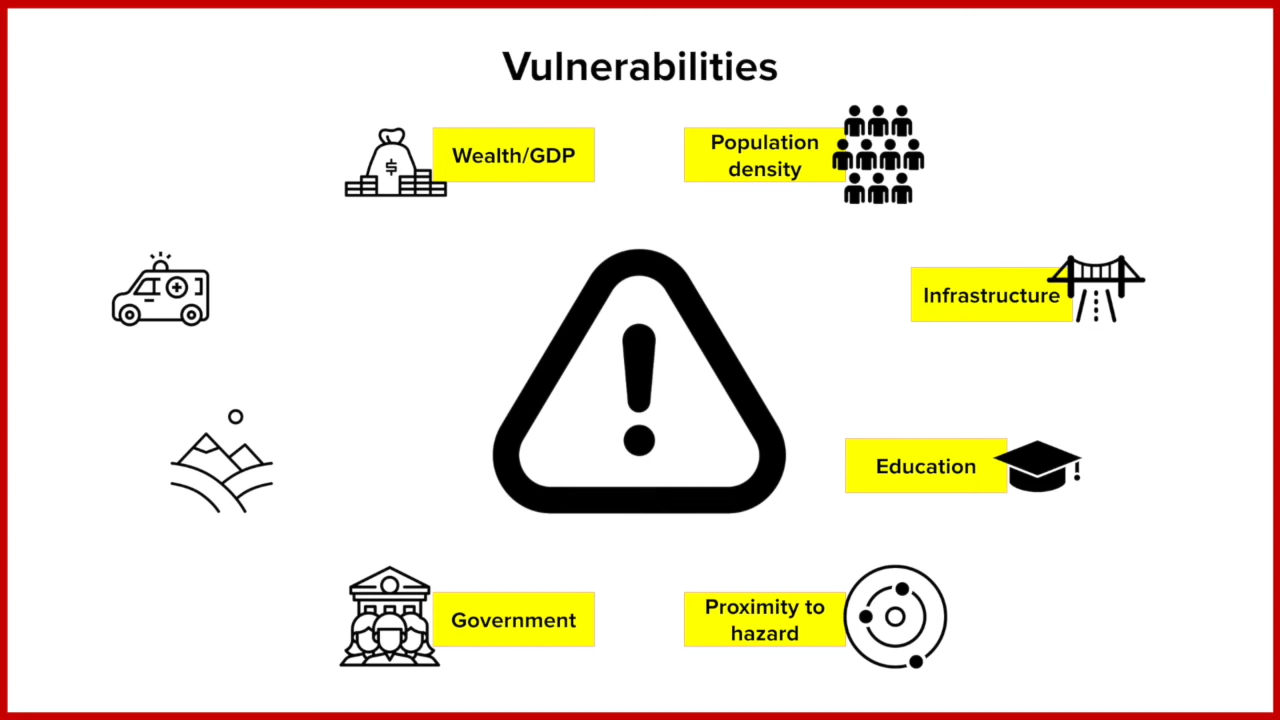 Vulnerabilities
Wealth/GDP
Population
density
Infrastructure
Education
Government
Proximity to
hazard